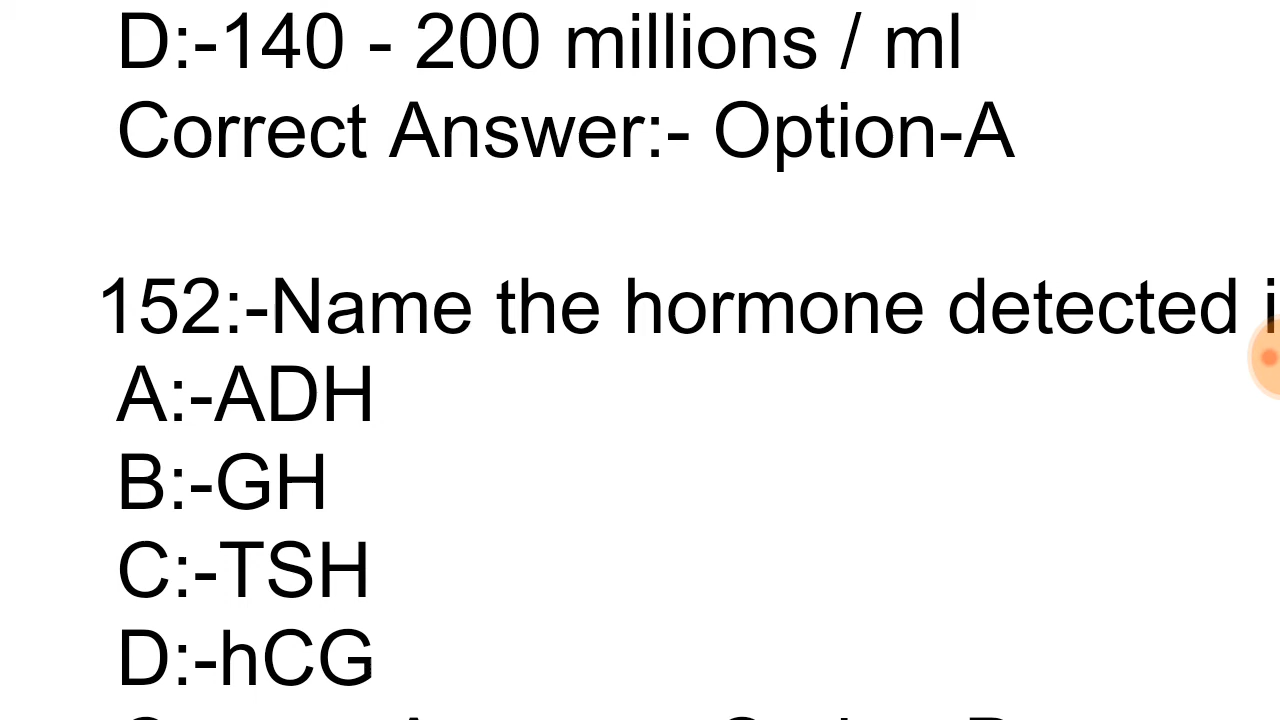 D:-140 - 200 millions / ml
Correct Answer:- Option-A
152:-Name the hormone detected i
A:-ADH
B:-GH
C:-TSH
D:-hCG